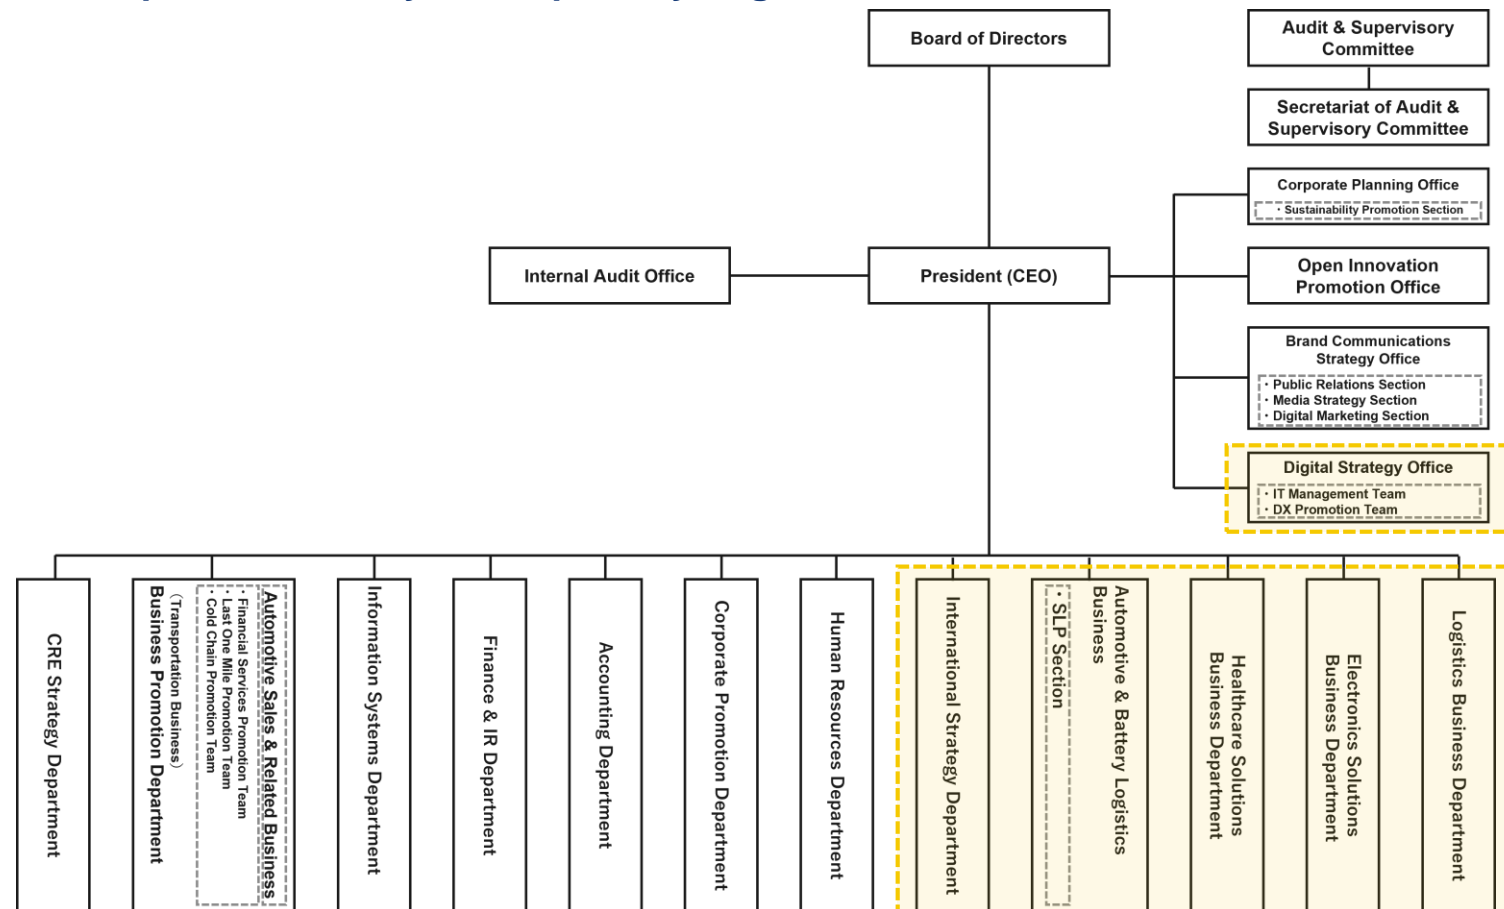 Board of Directors
Audit & Supervisory
Committee
Secretariat of Audit &
Supervisory Committee
Corporate Planning Office
・Sustainability Promotion Section
Internal Audit Office
President (CEO)
Open Innovation
Promotion Office
Brand Communications
Strategy Office
・Public Relations Section
・Media Strategy Section
・Digital Marketing Section
Digital Strategy Office
・IT Management Team
・DX Promotion Team
CRE Strategy Department
Automotive Sales & Related Business
・Financial Services Promotion Team
・Last One Mile Promotion Team
・Cold Chain Promotion Team
(Transportation Business)
Business Promotion Department
Information Systems Department
Finance & IR Department
Accounting Department
Corporate Promotion Department
Human Resources Department
International Strategy Department
Automotive & Battery Logistics
Business
・SLP Section
Healthcare Solutions
Business Department
Electronics Solutions
Business Department
Logistics Business Department